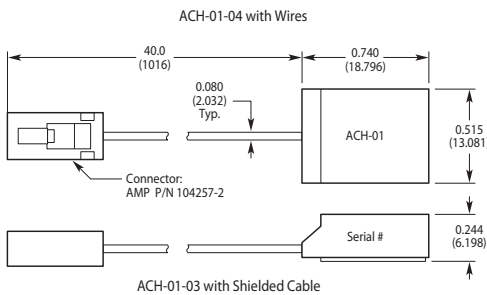 ACH-01-04 with Wires
40.0
(1016)
0.740
(18.796)
0.080
(2.032)
Typ.
ACH-01
0.515
(13.081)
Connector:
AMP P/N 104257-2
Serial #
0.244
(6.198)
ACH-01-03 with Shielded Cable